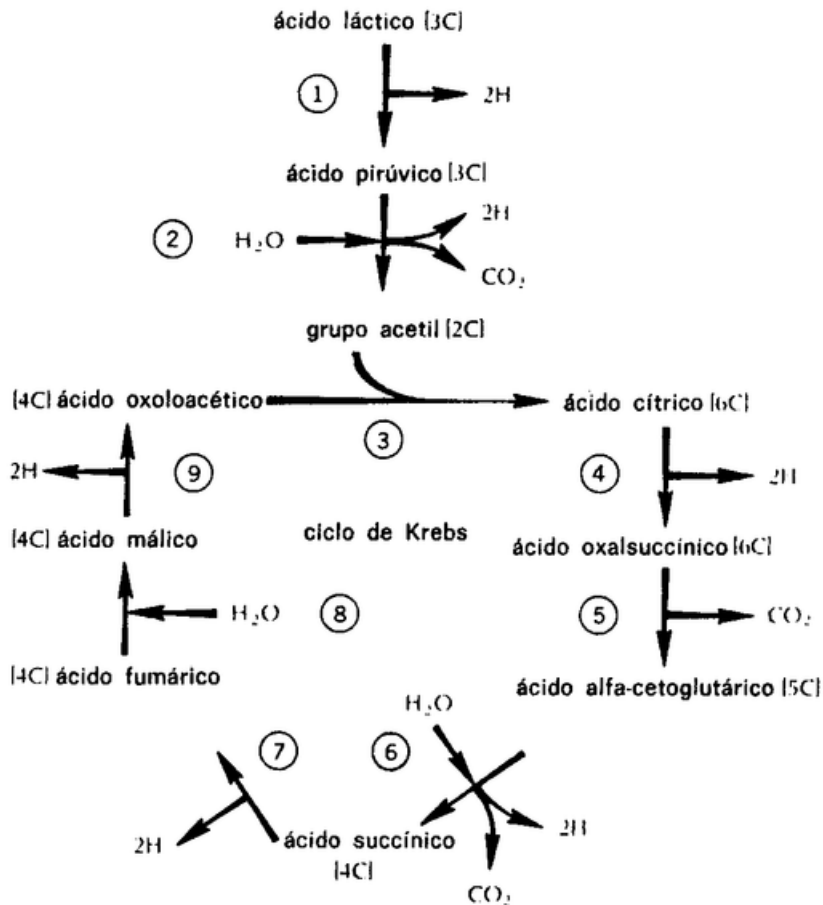 ácido láctico [3C]
① 2H
ácido pirúvico [3C]
② H₂O 2H
CO₂
grupo acetil [2C]
[4C] ácido oxoloacético ácido cítrico [6C]
③
2H ⑨ ④ 2H
[4C] ácido málico ciclo de Krebs ácido oxalsuccínico [6C]
H₂O ⑧ ⑤ CO₂
[4C] ácido fumárico ácido alfa-cetoglutárico [5C]
H₂O
⑦ ⑥
2H ácido succínico 2H
[4C]
CO₂